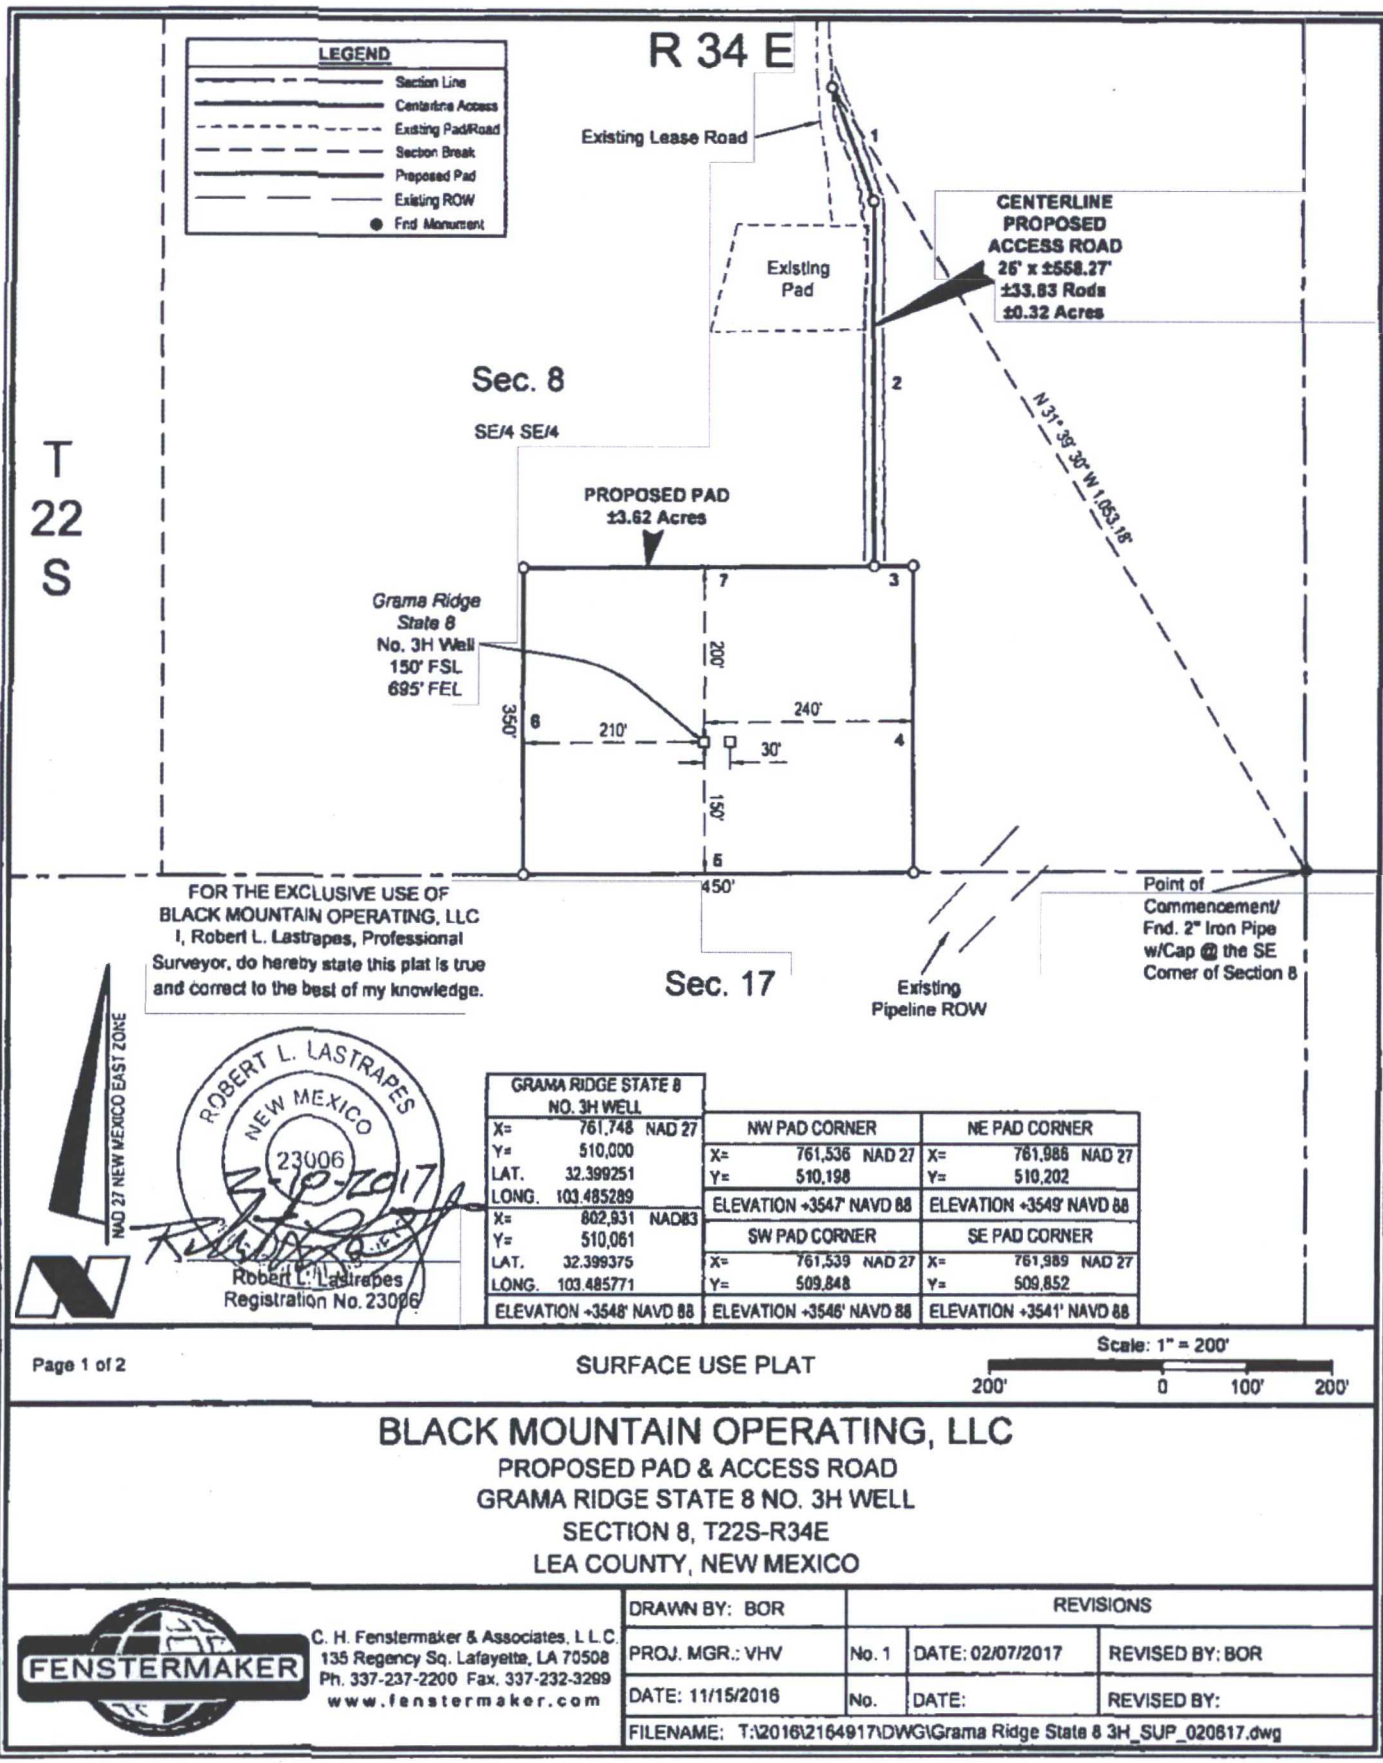 LEGEND
Section Line
Centerline Access
Existing Pad/Road
Section Break
Proposed Pad
Existing ROW
Fnd Monument
R 34 E
Existing Lease Road
1
CENTERLINE
PROPOSED
ACCESS ROAD
25' x ±558.27'
±33.83 Rods
±0.32 Acres
Existing
Pad
2
N 31° 39' 30" W 1,053.18'
Sec. 8
SE/4 SE/4
T
22
S
PROPOSED PAD
±3.62 Acres
7
3
Grama Ridge
State 8
No. 3H Well
150' FSL
695' FEL
200'
350'
6
210'
240'
4
30'
150'
5
450'
FOR THE EXCLUSIVE USE OF
BLACK MOUNTAIN OPERATING, LLC
I, Robert L. Lastrapes, Professional
Surveyor, do hereby state this plat is true
and correct to the best of my knowledge.
Sec. 17
Existing
Pipeline ROW
Point of
Commencement/
Fnd. 2" Iron Pipe
w/Cap @ the SE
Corner of Section 8
NAD 27 NEW MEXICO EAST ZONE
ROBERT L. LASTRAPES
NEW MEXICO
23006
2-10-2017
Robert L. Lastrapes
Registration No. 23006
GRAMA RIDGE STATE 8
NO. 3H WELL
X= 761,748 NAD 27
Y= 510,000
LAT. 32.399251
LONG. 103.485289
X= 802,931 NAD83
Y= 510,061
LAT. 32.399375
LONG. 103.485771
ELEVATION +3548' NAVD 88
NW PAD CORNER
X= 761,536 NAD 27
Y= 510,198
ELEVATION +3547' NAVD 88
NE PAD CORNER
X= 761,986 NAD 27
Y= 510,202
ELEVATION +3549' NAVD 88
SW PAD CORNER
X= 761,539 NAD 27
Y= 509,848
ELEVATION +3546' NAVD 88
SE PAD CORNER
X= 761,989 NAD 27
Y= 509,852
ELEVATION +3541' NAVD 88
Page 1 of 2
SURFACE USE PLAT
Scale: 1" = 200'
200' 0 100' 200'
BLACK MOUNTAIN OPERATING, LLC
PROPOSED PAD & ACCESS ROAD
GRAMA RIDGE STATE 8 NO. 3H WELL
SECTION 8, T22S-R34E
LEA COUNTY, NEW MEXICO
FENSTERMAKER
C. H. Fenstermaker & Associates, L.L.C.
135 Regency Sq. Lafayette, LA 70508
Ph. 337-237-2200 Fax. 337-232-3299
www.fenstermaker.com
DRAWN BY: BOR
REVISIONS
PROJ. MGR.: VHV
No. 1 DATE: 02/07/2017 REVISED BY: BOR
DATE: 11/15/2016
No. DATE: REVISED BY:
FILENAME: T:\2016\2164917\DWG\Grama Ridge State 8 3H_SUP_020617.dwg